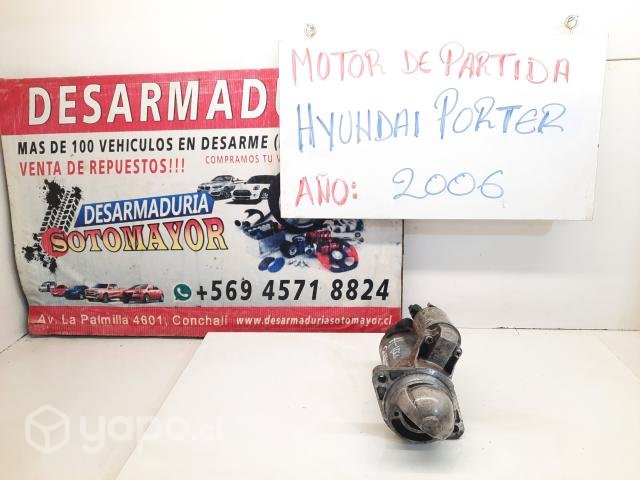 DESARMADU
MAS DE 100 VEHICULOS EN DESARME (
VENTA DE REPUESTOS!!!
COMPRAMOS TU V
DESARMADURIA
SOTOMAYOR
+569 4571 8824
Av. La Palmilla 4601, Conchalí
www.desarmaduriasotomayor.cl
MOTOR DE PARTIDA
HYUNDAI PORTER
AÑO: 2006
yapo.cl